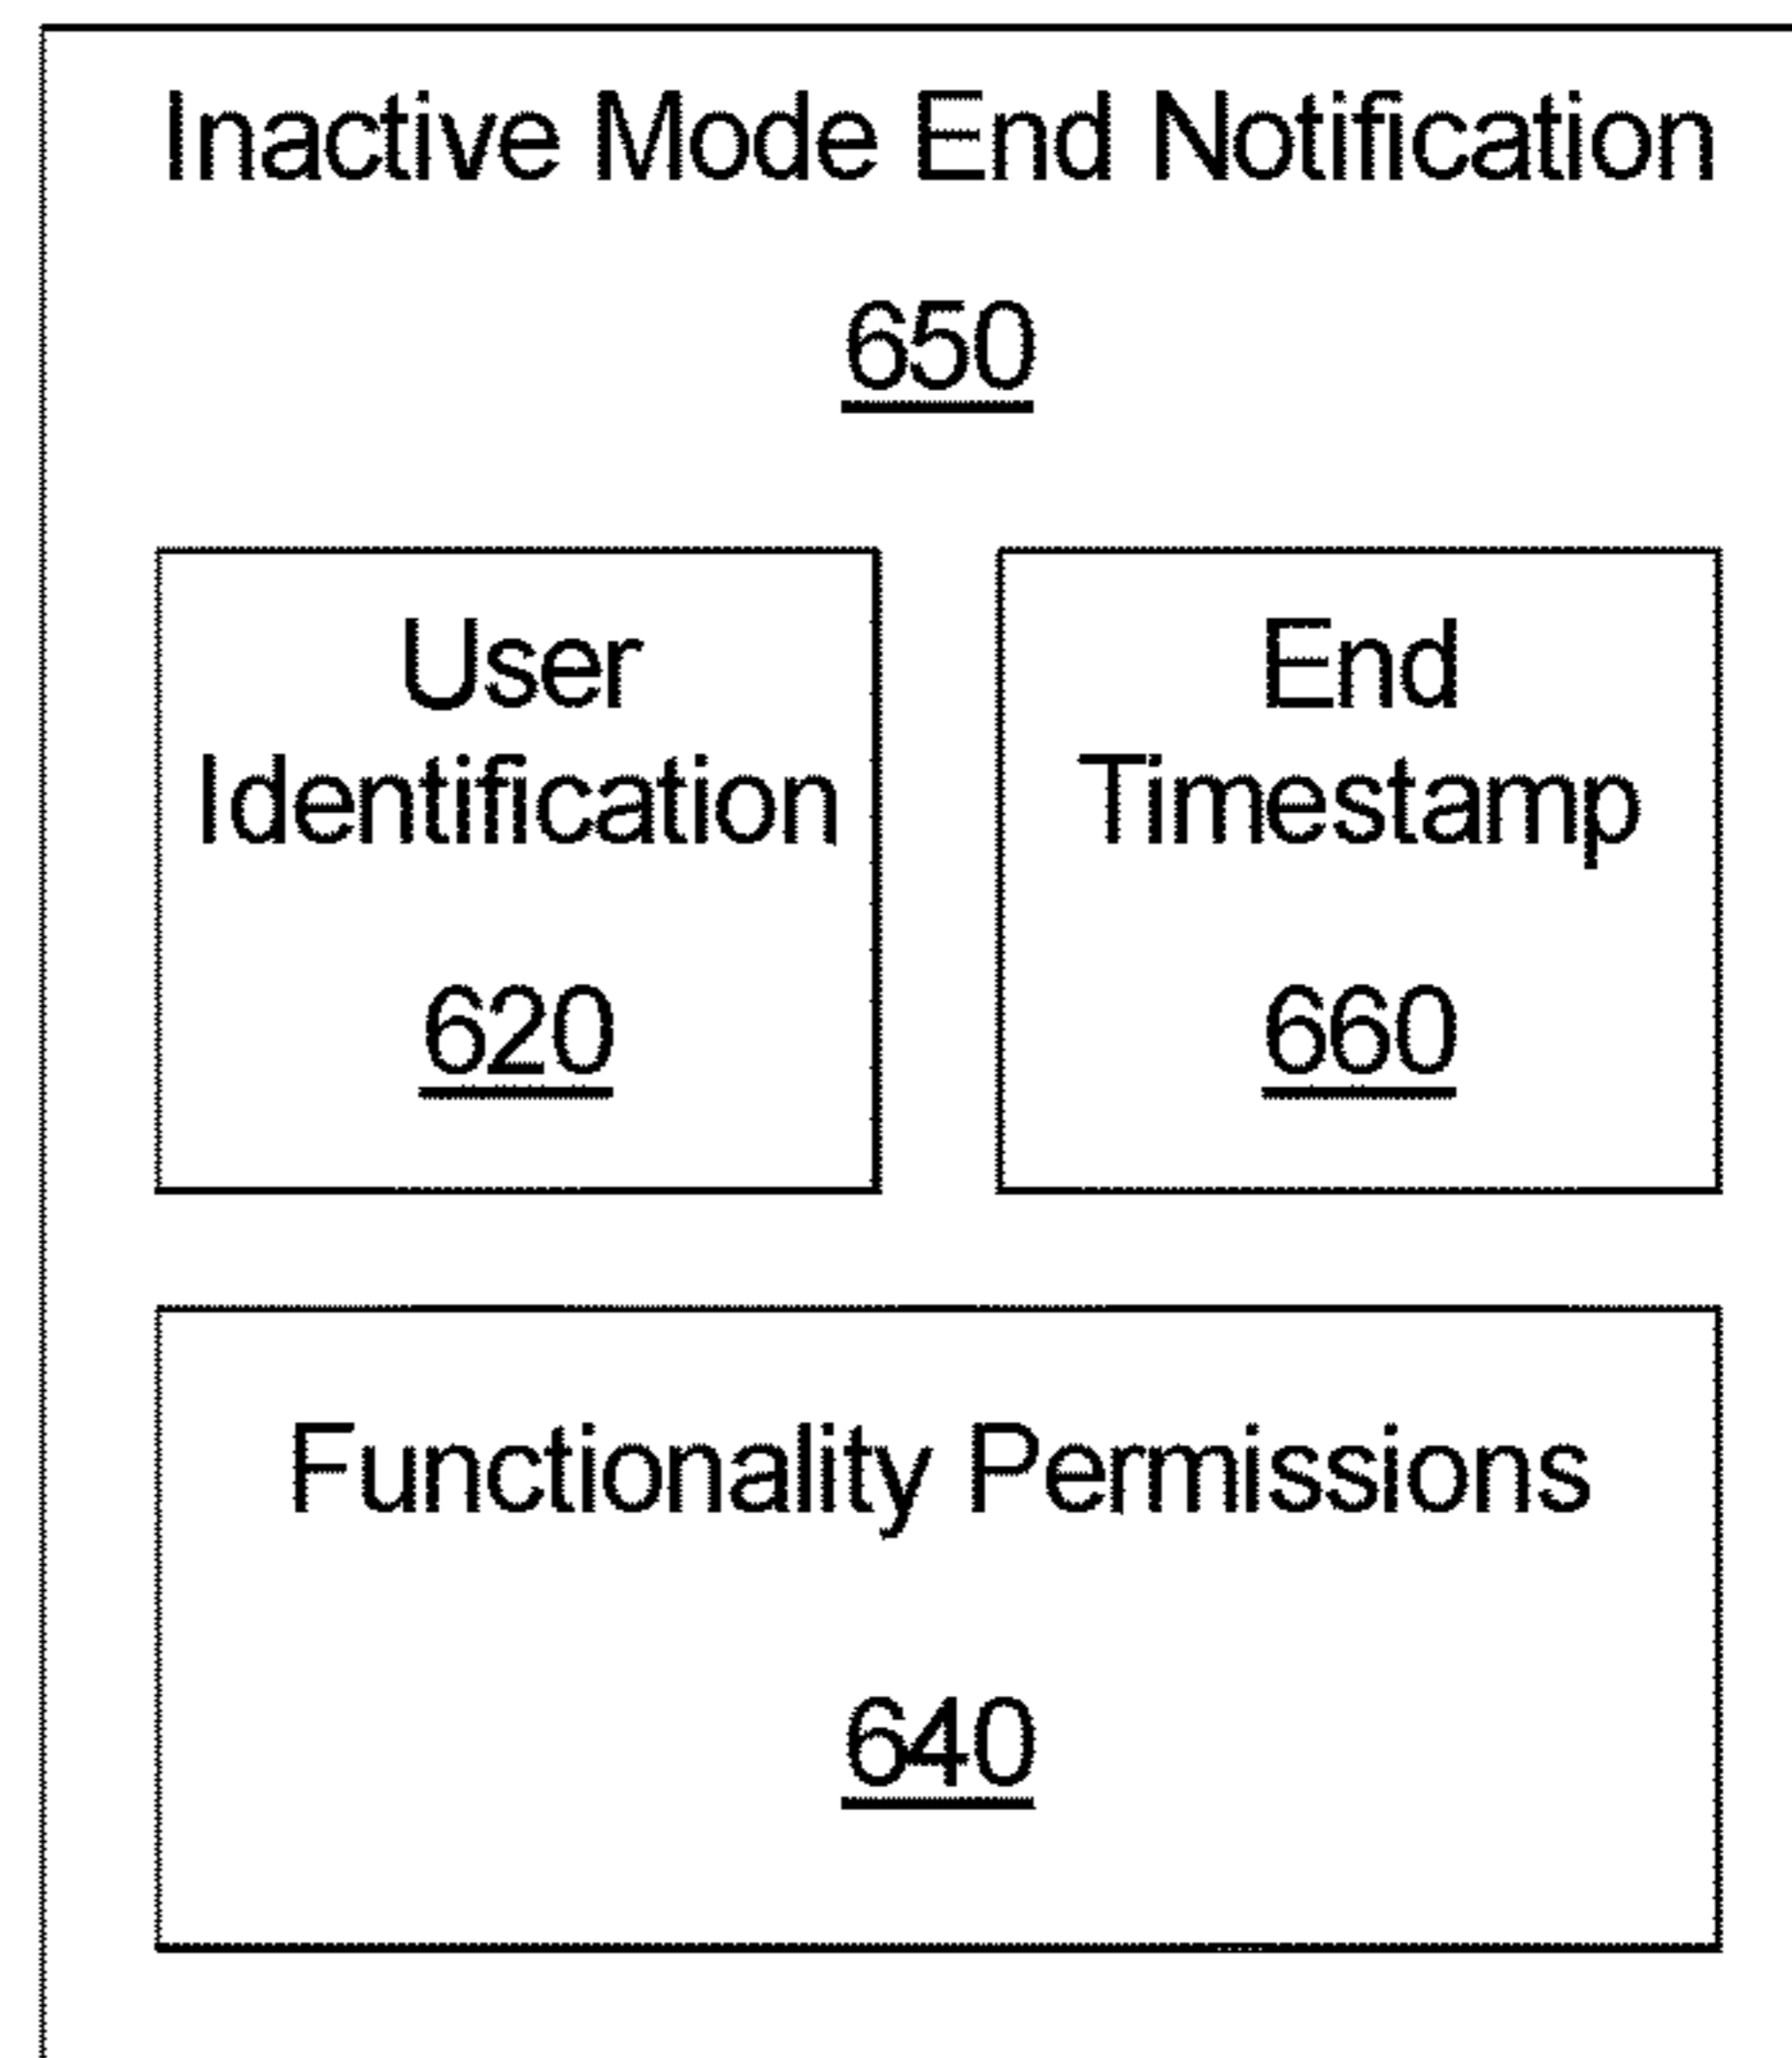 Inactive Mode End Notification
650
User
Identification
620
End
Timestamp
660
Functionality Permissions
640